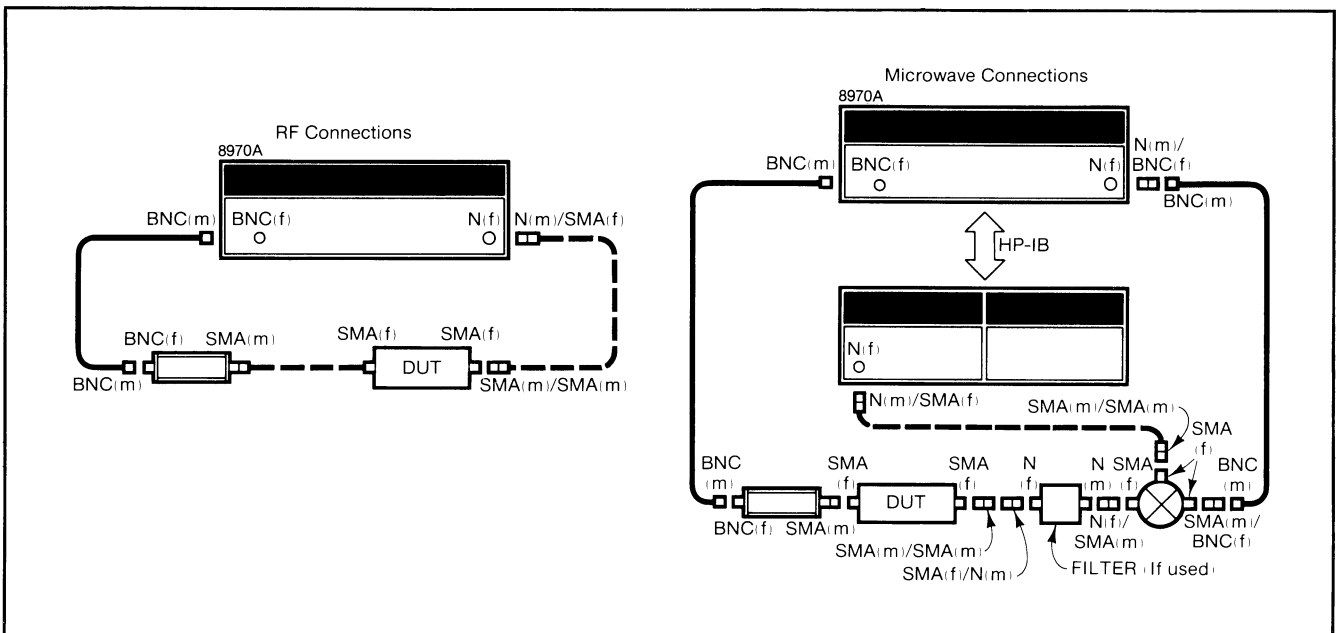 RF Connections
8970A
BNC(m)
BNC(f)
N(f)
N(m)/SMA(f)
BNC(f)
SMA(m)
SMA(f)
SMA(f)
DUT
BNC(m)
SMA(m)/SMA(m)
Microwave Connections
8970A
BNC(m)
BNC(f)
N(f)
N(m)/
BNC(f)
BNC(m)
HP-IB
N(f)
N(m)/SMA(f)
SMA(m)/SMA(m)
SMA
(f)
BNC
(m)
SMA
(f)
SMA
(f)
N
(f)
N
(m)
SMA
(f)
BNC
(m)
DUT
BNC(f)
SMA(m)
N(f)/
SMA(m)
SMA(m)/
BNC(f)
SMA(m)/SMA(m)
SMA(f)/N(m)
FILTER (If used)